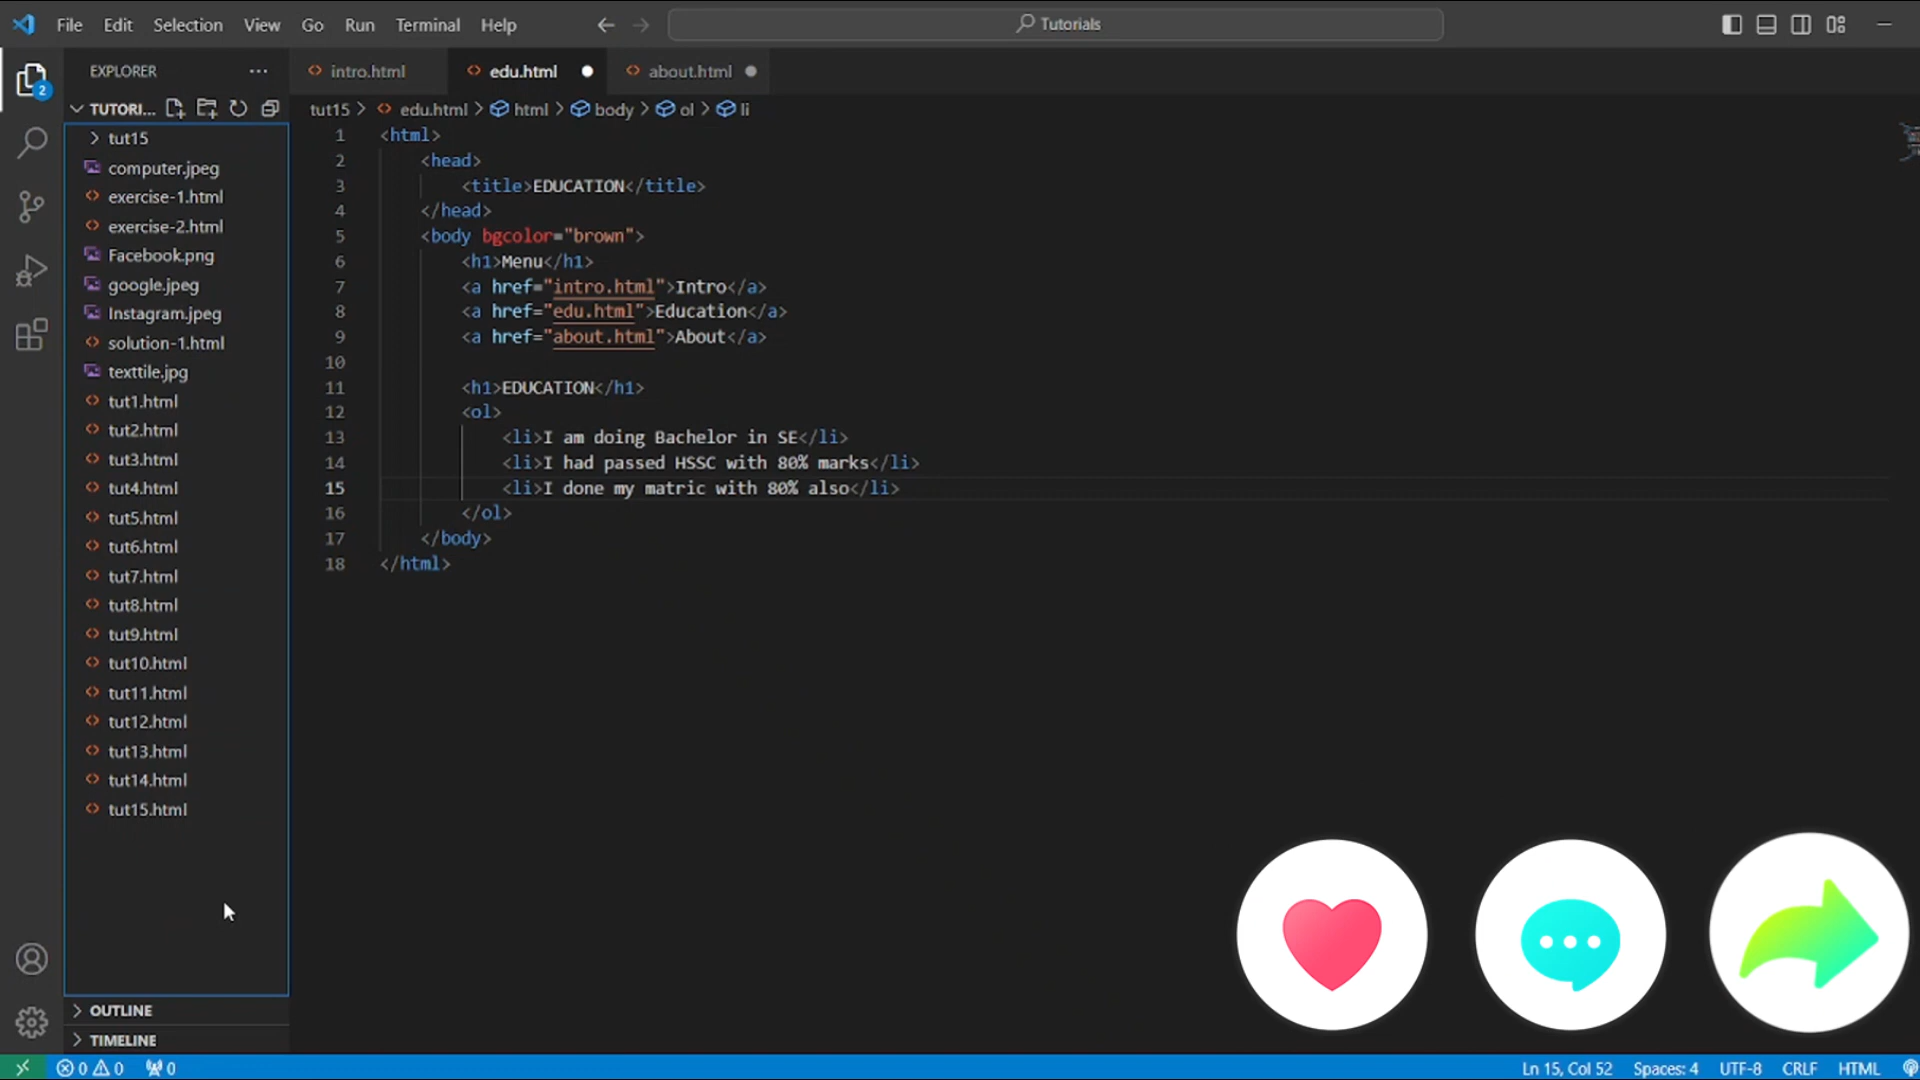 File Edit Selection View Go Run Terminal Help Tutorials
EXPLORER ··· intro.html edu.html about.html
2
TUTORI...
tut15 > edu.html > html > body > ol > li
tut15
computer.jpeg
exercise-1.html
exercise-2.html
Facebook.png
google.jpeg
Instagram.jpeg
solution-1.html
texttile.jpg
tut1.html
tut2.html
tut3.html
tut4.html
tut5.html
tut6.html
tut7.html
tut8.html
tut9.html
tut10.html
tut11.html
tut12.html
tut13.html
tut14.html
tut15.html
OUTLINE
TIMELINE
1 <html>
2 <head>
3 <title>EDUCATION</title>
4 </head>
5 <body bgcolor="brown">
6 <h1>Menu</h1>
7 <a href="intro.html">Intro</a>
8 <a href="edu.html">Education</a>
9 <a href="about.html">About</a>
10
11 <h1>EDUCATION</h1>
12 <ol>
13 <li>I am doing Bachelor in SE</li>
14 <li>I had passed HSSC with 80% marks</li>
15 <li>I done my matric with 80% also</li>
16 </ol>
17 </body>
18 </html>
0 0 0 Ln 15, Col 52 Spaces: 4 UTF-8 CRLF HTML